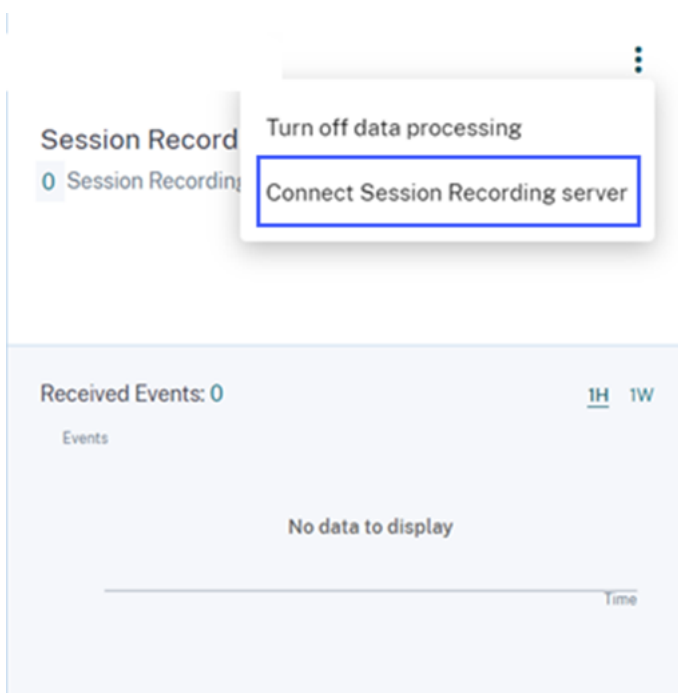 Turn off data processing
Session Record
0 Session Recording
Connect Session Recording server
Received Events: 0 1H 1W
Events
No data to display
Time